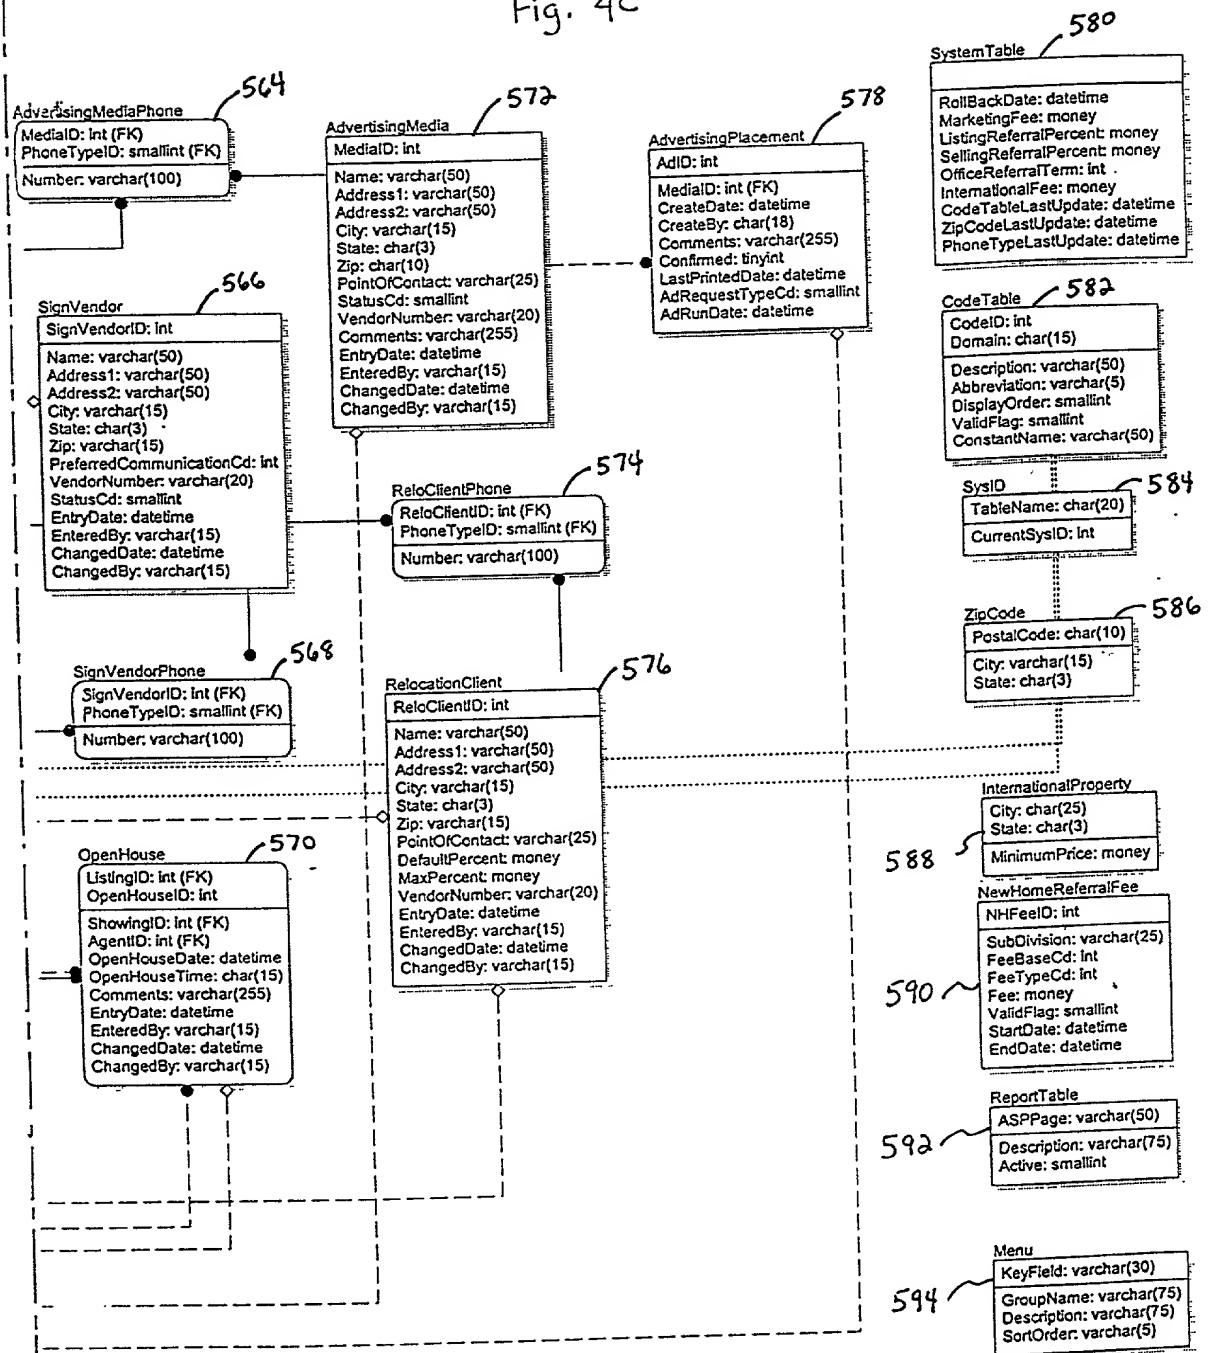 Fig. 4C
564
AdvertisingMediaPhone
MediaID: int (FK)
PhoneTypeID: smallint (FK)
Number: varchar(100)
572
AdvertisingMedia
MediaID: int
Name: varchar(50)
Address1: varchar(50)
Address2: varchar(50)
City: varchar(15)
State: char(3)
Zip: char(10)
PointOfContact: varchar(25)
StatusCd: smallint
VendorNumber: varchar(20)
Comments: varchar(255)
EntryDate: datetime
EnteredBy: varchar(15)
ChangedDate: datetime
ChangedBy: varchar(15)
578
AdvertisingPlacement
AdID: int
MediaID: int (FK)
CreateDate: datetime
CreateBy: char(18)
Comments: varchar(255)
Confirmed: tinyint
LastPrintedDate: datetime
AdRequestTypeCd: smallint
AdRunDate: datetime
580
SystemTable
RollBackDate: datetime
MarketingFee: money
ListingReferralPercent: money
SellingReferralPercent: money
OfficeReferralTerm: int
InternationalFee: money
CodeTableLastUpdate: datetime
ZipCodeLastUpdate: datetime
PhoneTypeLastUpdate: datetime
566
SignVendor
SignVendorID: int
Name: varchar(50)
Address1: varchar(50)
Address2: varchar(50)
City: varchar(15)
State: char(3)
Zip: varchar(15)
PreferredCommunicationCd: int
VendorNumber: varchar(20)
StatusCd: smallint
EntryDate: datetime
EnteredBy: varchar(15)
ChangedDate: datetime
ChangedBy: varchar(15)
582
CodeTable
CodeID: int
Domain: char(15)
Description: varchar(50)
Abbreviation: varchar(5)
DisplayOrder: smallint
ValidFlag: smallint
ConstantName: varchar(50)
574
ReloClientPhone
ReloClientID: int (FK)
PhoneTypeID: smallint (FK)
Number: varchar(100)
584
SysID
TableName: char(20)
CurrentSysID: int
586
ZipCode
PostalCode: char(10)
City: varchar(15)
State: char(3)
568
SignVendorPhone
SignVendorID: int (FK)
PhoneTypeID: smallint (FK)
Number: varchar(100)
576
RelocationClient
ReloClientID: int
Name: varchar(50)
Address1: varchar(50)
Address2: varchar(50)
City: varchar(15)
State: char(3)
Zip: varchar(15)
PointOfContact: varchar(25)
DefaultPercent: money
MaxPercent: money
VendorNumber: varchar(20)
EntryDate: datetime
EnteredBy: varchar(15)
ChangedDate: datetime
ChangedBy: varchar(15)
570
OpenHouse
ListingID: int (FK)
OpenHouseID: int
ShowingID: int (FK)
AgentID: int (FK)
OpenHouseDate: datetime
OpenHouseTime: char(15)
Comments: varchar(255)
EntryDate: datetime
EnteredBy: varchar(15)
ChangedDate: datetime
ChangedBy: varchar(15)
InternationalProperty
City: char(25)
State: char(3)
MinimumPrice: money
588
NewHomeReferralFee
NHFeeID: int
SubDivision: varchar(25)
FeeBaseCd: int
FeeTypeCd: int
Fee: money
ValidFlag: smallint
StartDate: datetime
EndDate: datetime
590
ReportTable
ASPPage: varchar(50)
Description: varchar(75)
Active: smallint
592
Menu
KeyField: varchar(30)
GroupName: varchar(75)
Description: varchar(75)
SortOrder: varchar(5)
594